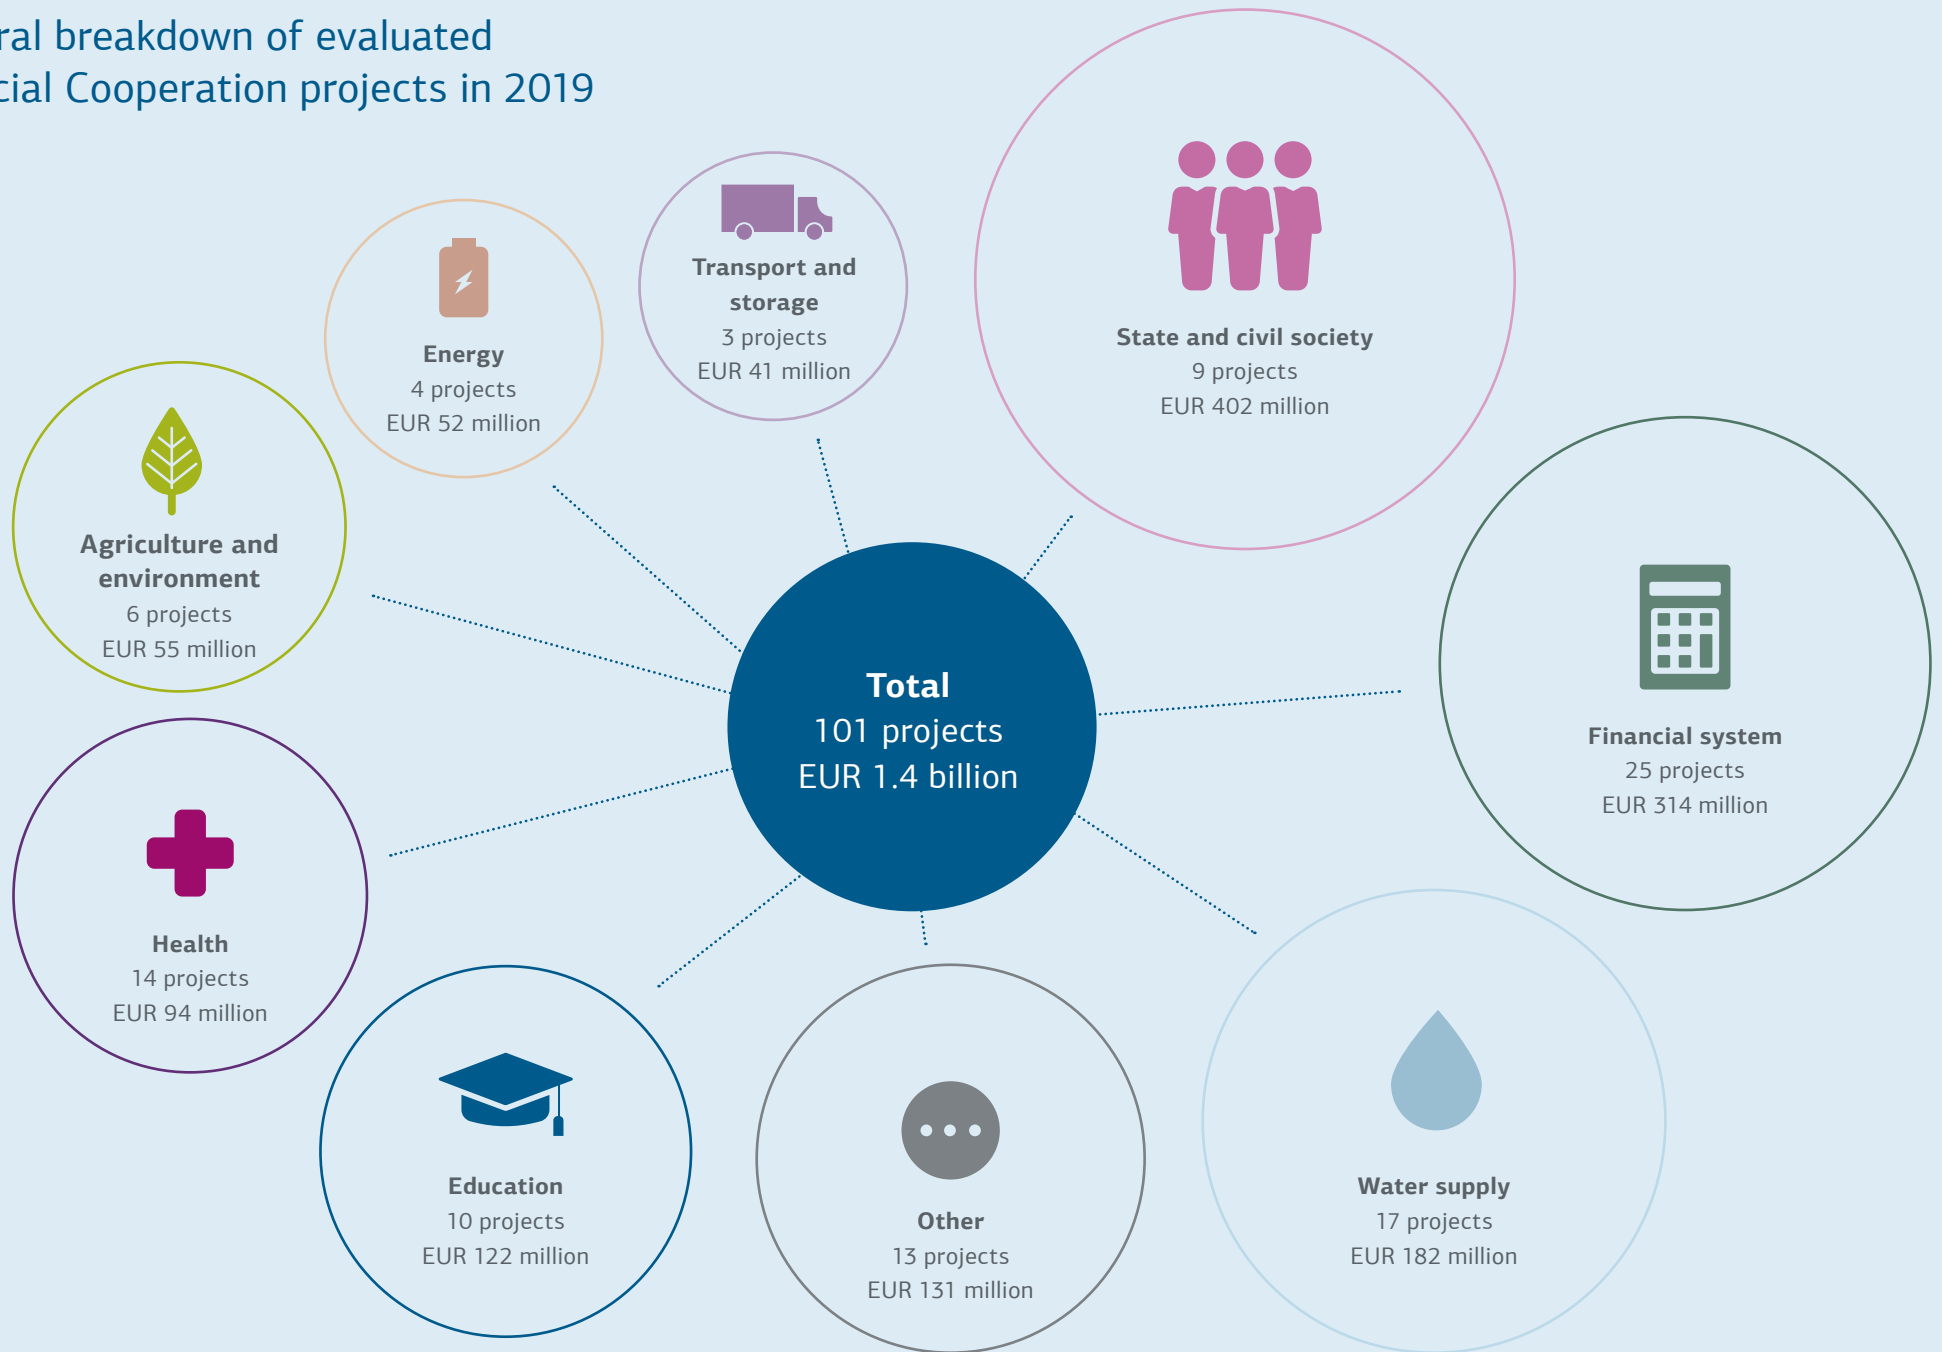 ral breakdown of evaluated
cial Cooperation projects in 2019
Transport and
storage
3 projects
EUR 41 million
State and civil society
9 projects
EUR 402 million
Energy
4 projects
EUR 52 million
Agriculture and
environment
6 projects
EUR 55 million
Total
101 projects
EUR 1.4 billion
Financial system
25 projects
EUR 314 million
Health
14 projects
EUR 94 million
Education
10 projects
EUR 122 million
Other
13 projects
EUR 131 million
Water supply
17 projects
EUR 182 million